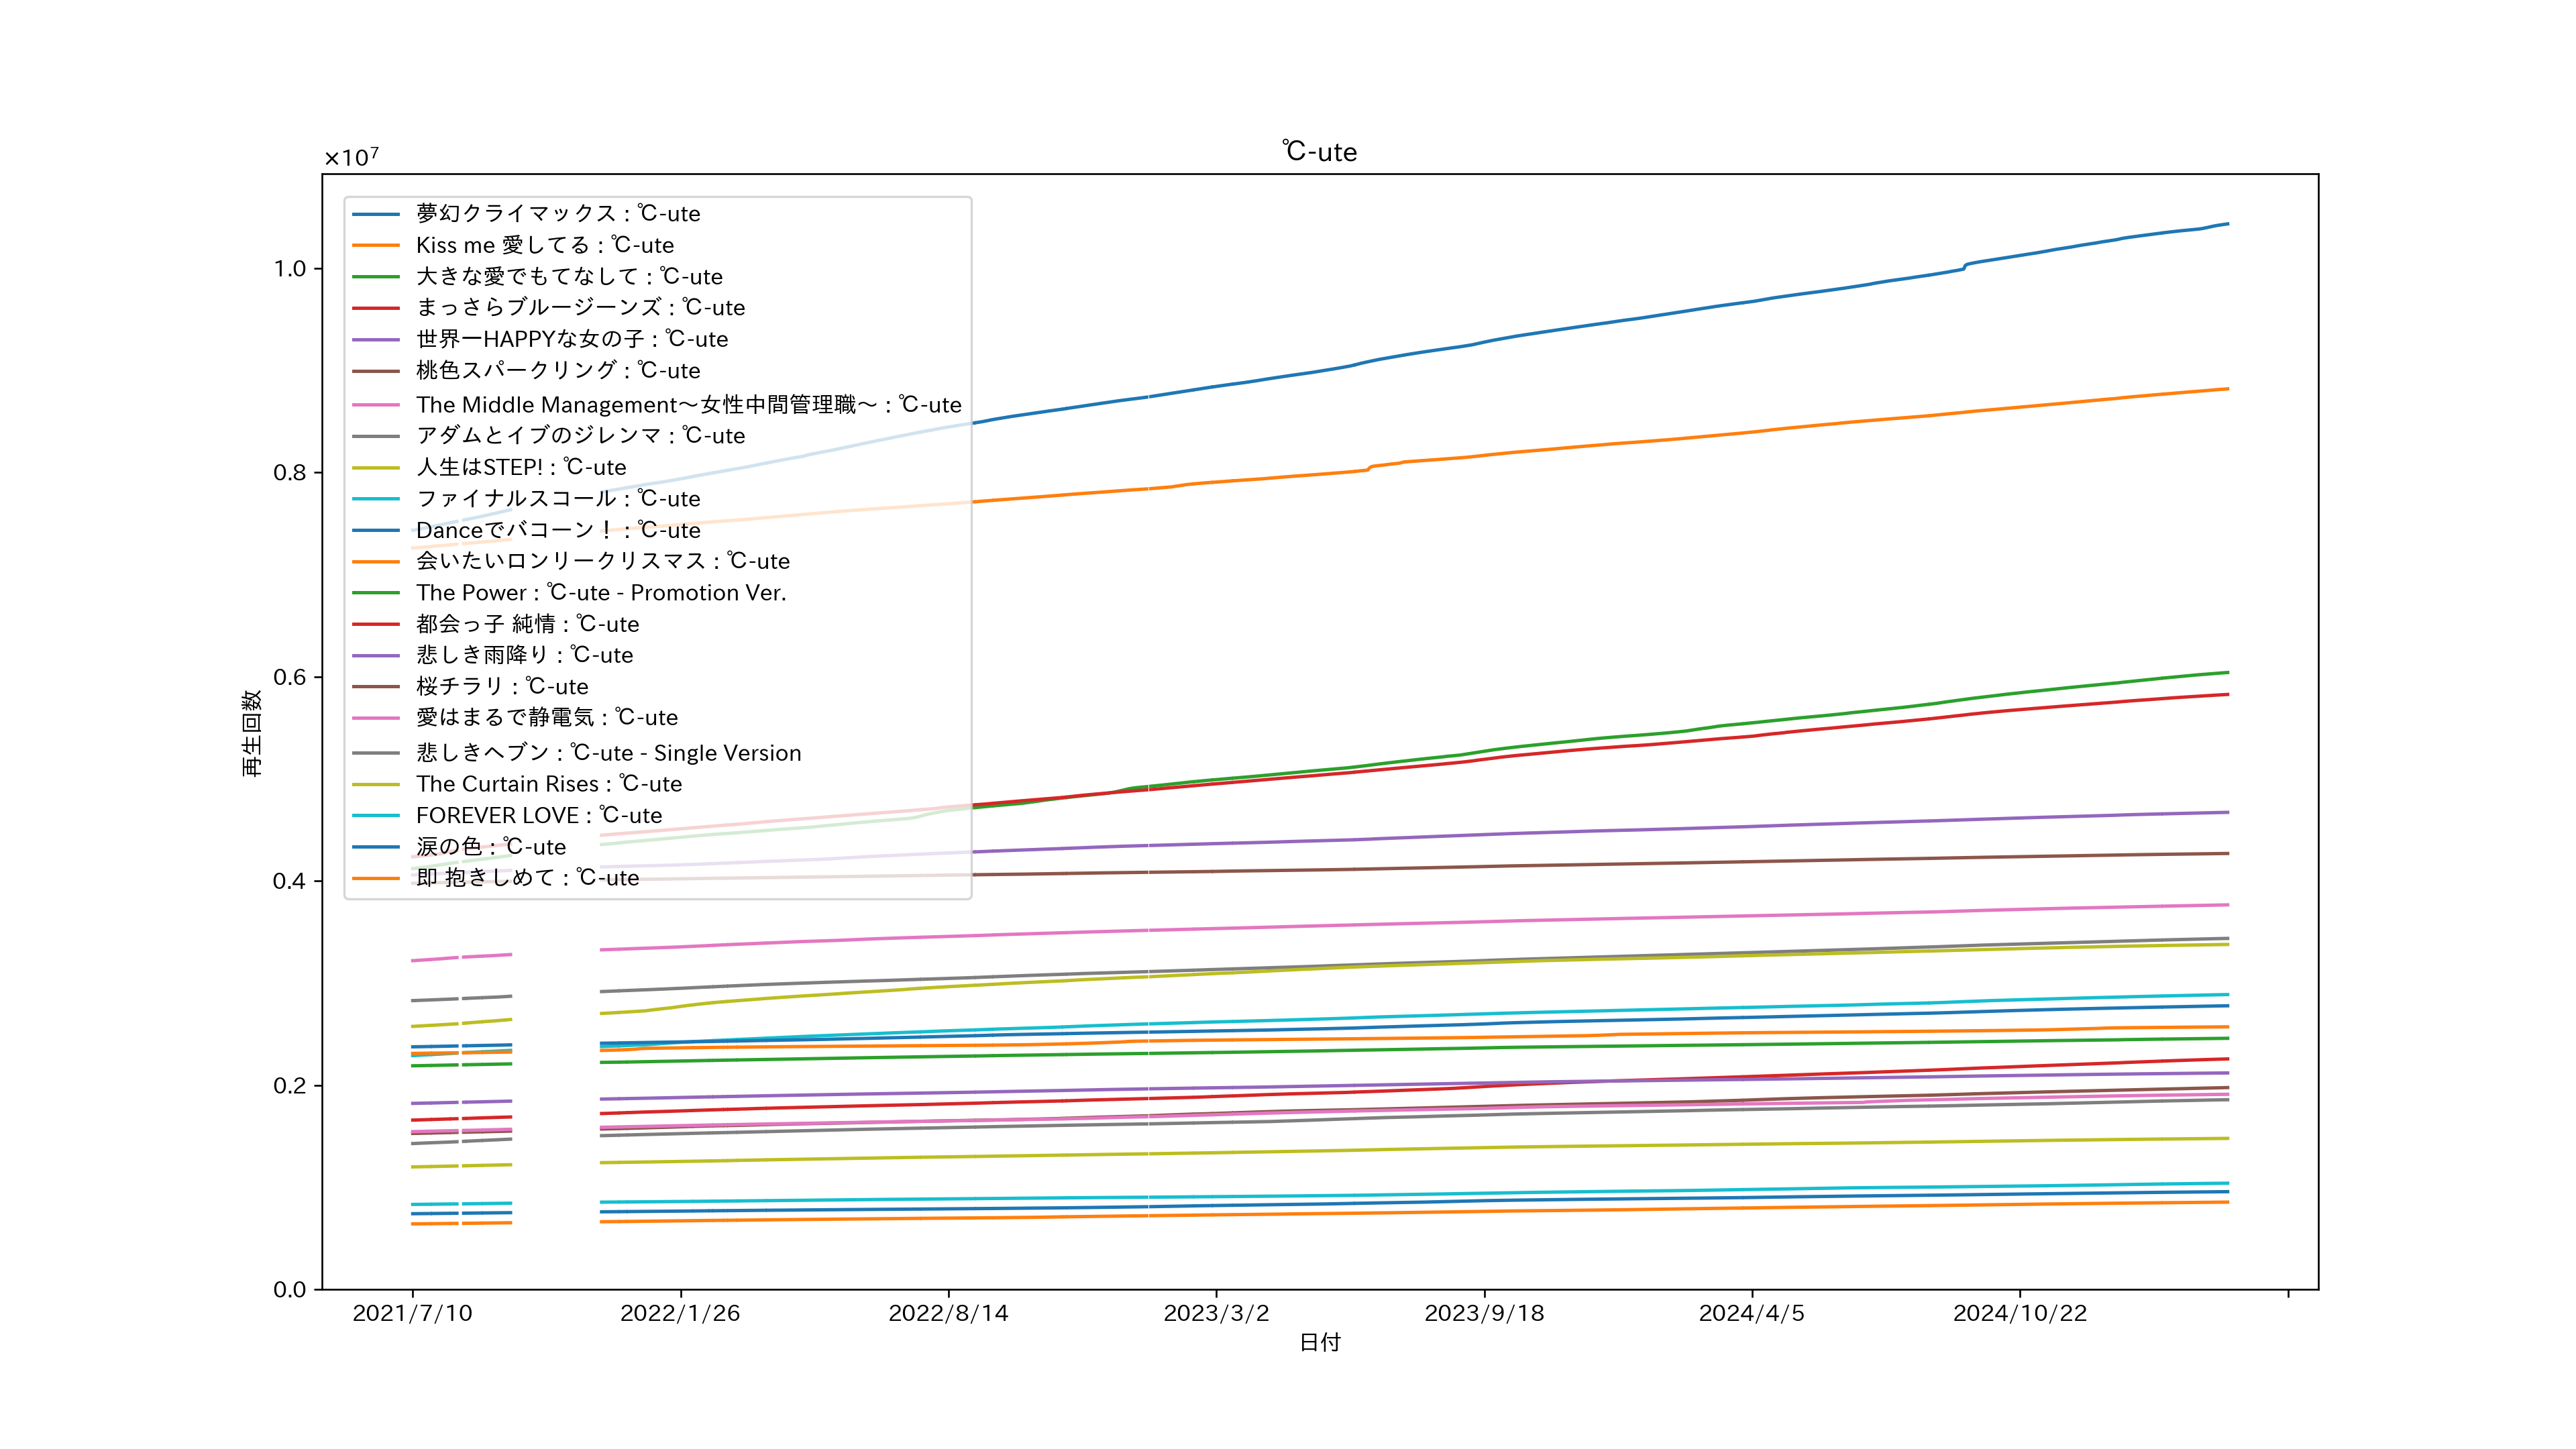 ℃-ute
×10⁷
夢幻クライマックス : ℃-ute
Kiss me 愛してる : ℃-ute
大きな愛でもてなして : ℃-ute
まっさらブルージーンズ : ℃-ute
世界一HAPPYな女の子 : ℃-ute
桃色スパークリング : ℃-ute
The Middle Management〜女性中間管理職〜 : ℃-ute
アダムとイブのジレンマ : ℃-ute
人生はSTEP! : ℃-ute
ファイナルスコール : ℃-ute
Danceでバコーン！ : ℃-ute
会いたいロンリークリスマス : ℃-ute
The Power : ℃-ute - Promotion Ver.
都会っ子 純情 : ℃-ute
悲しき雨降り : ℃-ute
桜チラリ : ℃-ute
愛はまるで静電気 : ℃-ute
悲しきヘブン : ℃-ute - Single Version
The Curtain Rises : ℃-ute
FOREVER LOVE : ℃-ute
涙の色 : ℃-ute
即 抱きしめて : ℃-ute
1.0
0.8
0.6
0.4
0.2
0.0
再生回数
2021/7/10 2022/1/26 2022/8/14 2023/3/2 2023/9/18 2024/4/5 2024/10/22
日付